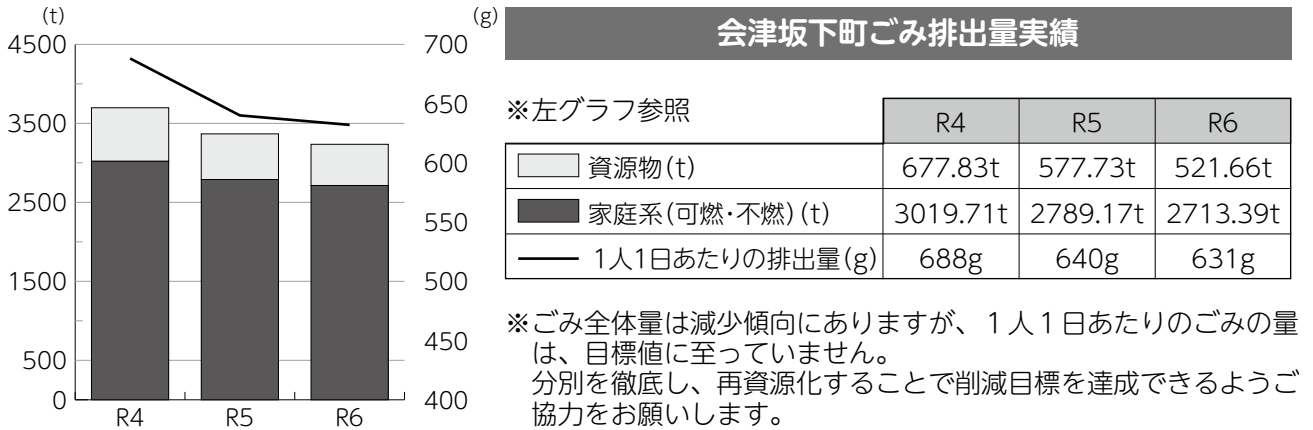 (t)
(g)
4500
3500
2500
1500
500
0
700
650
600
550
500
450
400
R4 R5 R6
会津坂下町ごみ排出量実績
※左グラフ参照
R4 R5 R6
資源物(t) 677.83t 577.73t 521.66t
家庭系(可燃・不燃)(t) 3019.71t 2789.17t 2713.39t
1人1日あたりの排出量(g) 688g 640g 631g
※ごみ全体量は減少傾向にありますが、1人1日あたりのごみの量
は、目標値に至っていません。
分別を徹底し、再資源化することで削減目標を達成できるようご
協力をお願いします。